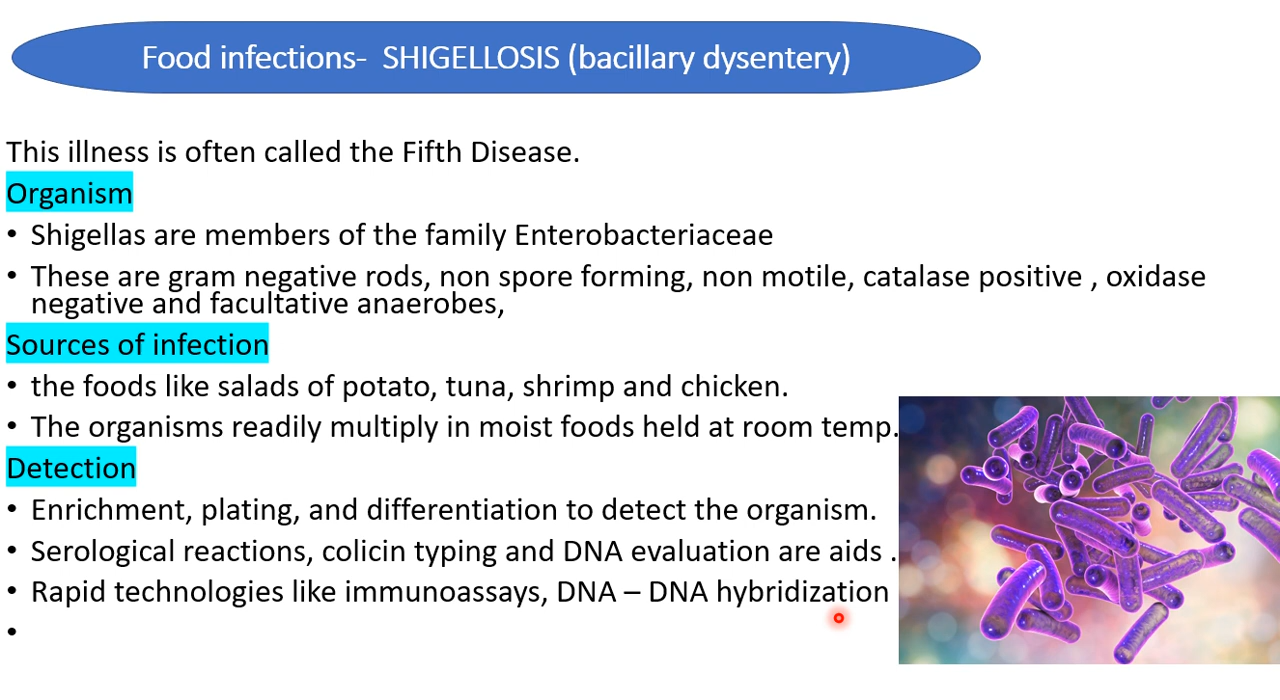 Food infections- SHIGELLOSIS (bacillary dysentery)
This illness is often called the Fifth Disease.
Organism
• Shigellas are members of the family Enterobacteriaceae
• These are gram negative rods, non spore forming, non motile, catalase positive , oxidase
negative and facultative anaerobes,
Sources of infection
• the foods like salads of potato, tuna, shrimp and chicken.
• The organisms readily multiply in moist foods held at room temp.
Detection
• Enrichment, plating, and differentiation to detect the organism.
• Serological reactions, colicin typing and DNA evaluation are aids .
• Rapid technologies like immunoassays, DNA – DNA hybridization
•